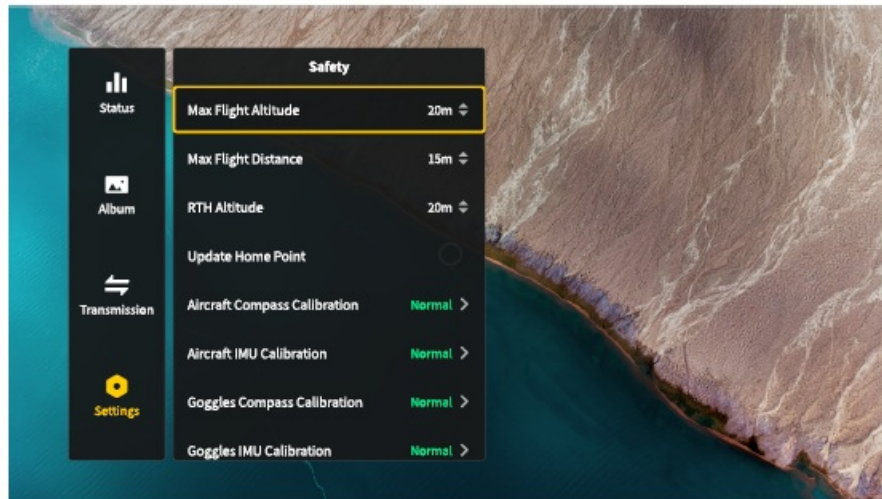 Status
Album
Transmission
Settings
Safety
Max Flight Altitude 20m
Max Flight Distance 15m
RTH Altitude 20m
Update Home Point
Aircraft Compass Calibration Normal
Aircraft IMU Calibration Normal
Goggles Compass Calibration Normal
Goggles IMU Calibration Normal